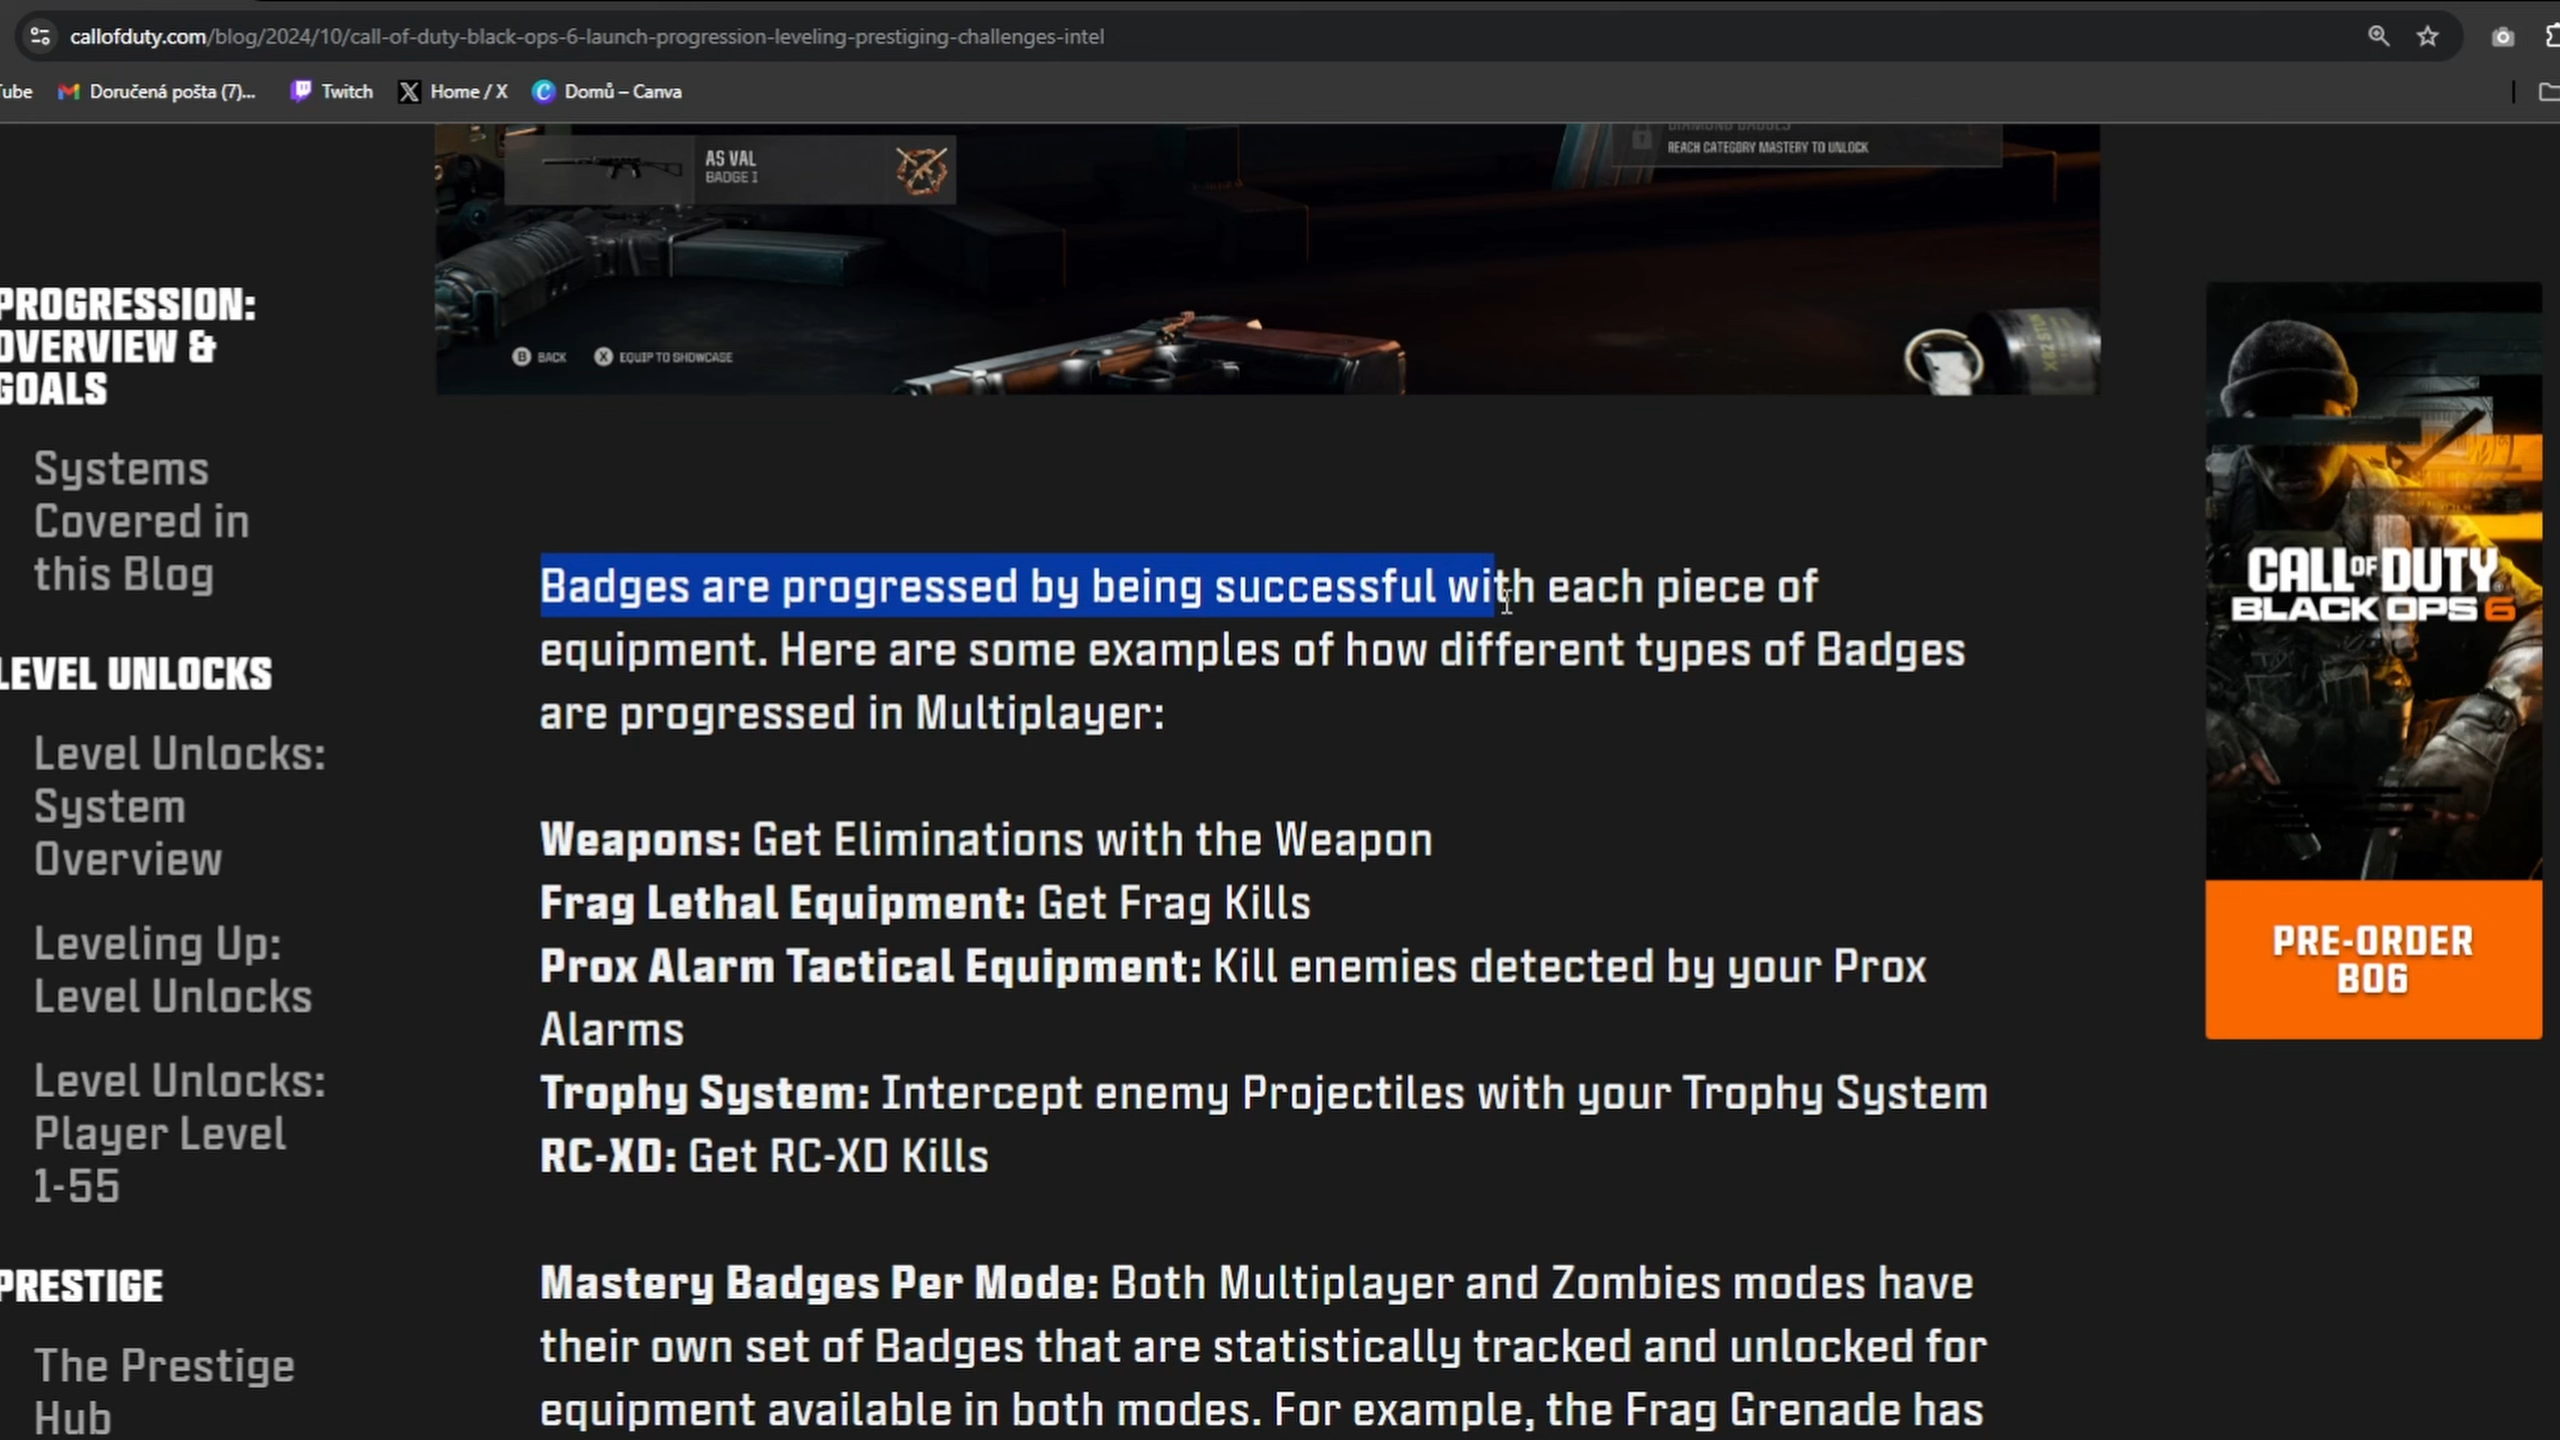 callofduty.com/blog/2024/10/call-of-duty-black-ops-6-launch-progression-leveling-prestiging-challenges-intel
Tube
Doručená pošta (7)...
Twitch
Home / X
Domů – Canva
AS VAL
BADGE I
DIAMOND BADGES
REACH CATEGORY MASTERY TO UNLOCK
B BACK
X EQUIP TO SHOWCASE
PROGRESSION:
OVERVIEW &
GOALS
Systems
Covered in
this Blog
LEVEL UNLOCKS
Level Unlocks:
System
Overview
Leveling Up:
Level Unlocks
Level Unlocks:
Player Level
1-55
PRESTIGE
The Prestige
Hub
Badges are progressed by being successful with each piece of
equipment. Here are some examples of how different types of Badges
are progressed in Multiplayer:
Weapons: Get Eliminations with the Weapon
Frag Lethal Equipment: Get Frag Kills
Prox Alarm Tactical Equipment: Kill enemies detected by your Prox
Alarms
Trophy System: Intercept enemy Projectiles with your Trophy System
RC-XD: Get RC-XD Kills
Mastery Badges Per Mode: Both Multiplayer and Zombies modes have
their own set of Badges that are statistically tracked and unlocked for
equipment available in both modes. For example, the Frag Grenade has
CALL OF DUTY
BLACK OPS 6
PRE-ORDER
BO6